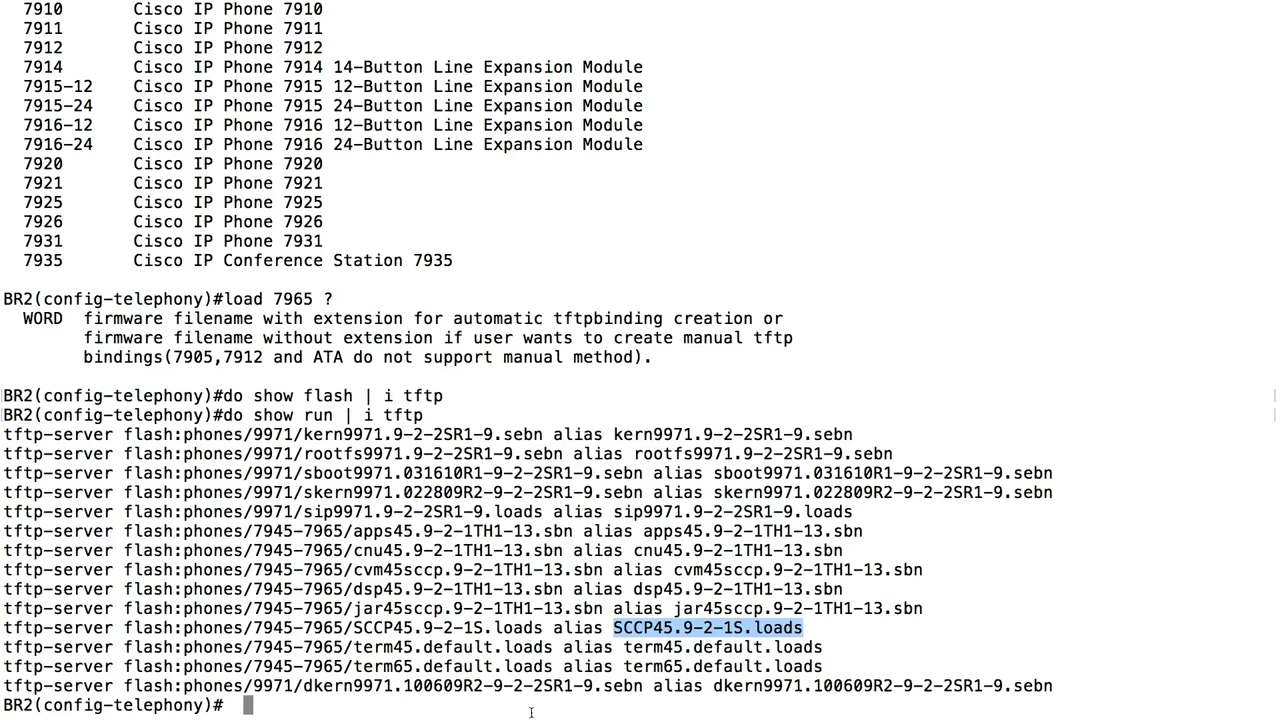 7910       Cisco IP Phone 7910
7911       Cisco IP Phone 7911
7912       Cisco IP Phone 7912
7914       Cisco IP Phone 7914 14-Button Line Expansion Module
7915-12    Cisco IP Phone 7915 12-Button Line Expansion Module
7915-24    Cisco IP Phone 7915 24-Button Line Expansion Module
7916-12    Cisco IP Phone 7916 12-Button Line Expansion Module
7916-24    Cisco IP Phone 7916 24-Button Line Expansion Module
7920       Cisco IP Phone 7920
7921       Cisco IP Phone 7921
7925       Cisco IP Phone 7925
7926       Cisco IP Phone 7926
7931       Cisco IP Phone 7931
7935       Cisco IP Conference Station 7935
BR2(config-telephony)#load 7965 ?
WORD  firmware filename with extension for automatic tftpbinding creation or
firmware filename without extension if user wants to create manual tftp
bindings(7905,7912 and ATA do not support manual method).
BR2(config-telephony)#do show flash | i tftp
BR2(config-telephony)#do show run | i tftp
tftp-server flash:phones/9971/kern9971.9-2-2SR1-9.sebn alias kern9971.9-2-2SR1-9.sebn
tftp-server flash:phones/9971/rootfs9971.9-2-2SR1-9.sebn alias rootfs9971.9-2-2SR1-9.sebn
tftp-server flash:phones/9971/sboot9971.031610R1-9-2-2SR1-9.sebn alias sboot9971.031610R1-9-2-2SR1-9.sebn
tftp-server flash:phones/9971/skern9971.022809R2-9-2-2SR1-9.sebn alias skern9971.022809R2-9-2-2SR1-9.sebn
tftp-server flash:phones/9971/sip9971.9-2-2SR1-9.loads alias sip9971.9-2-2SR1-9.loads
tftp-server flash:phones/7945-7965/apps45.9-2-1TH1-13.sbn alias apps45.9-2-1TH1-13.sbn
tftp-server flash:phones/7945-7965/cnu45.9-2-1TH1-13.sbn alias cnu45.9-2-1TH1-13.sbn
tftp-server flash:phones/7945-7965/cvm45sccp.9-2-1TH1-13.sbn alias cvm45sccp.9-2-1TH1-13.sbn
tftp-server flash:phones/7945-7965/dsp45.9-2-1TH1-13.sbn alias dsp45.9-2-1TH1-13.sbn
tftp-server flash:phones/7945-7965/jar45sccp.9-2-1TH1-13.sbn alias jar45sccp.9-2-1TH1-13.sbn
tftp-server flash:phones/7945-7965/SCCP45.9-2-1S.loads alias SCCP45.9-2-1S.loads
tftp-server flash:phones/7945-7965/term45.default.loads alias term45.default.loads
tftp-server flash:phones/7945-7965/term65.default.loads alias term65.default.loads
tftp-server flash:phones/9971/dkern9971.100609R2-9-2-2SR1-9.sebn alias dkern9971.100609R2-9-2-2SR1-9.sebn
BR2(config-telephony)#